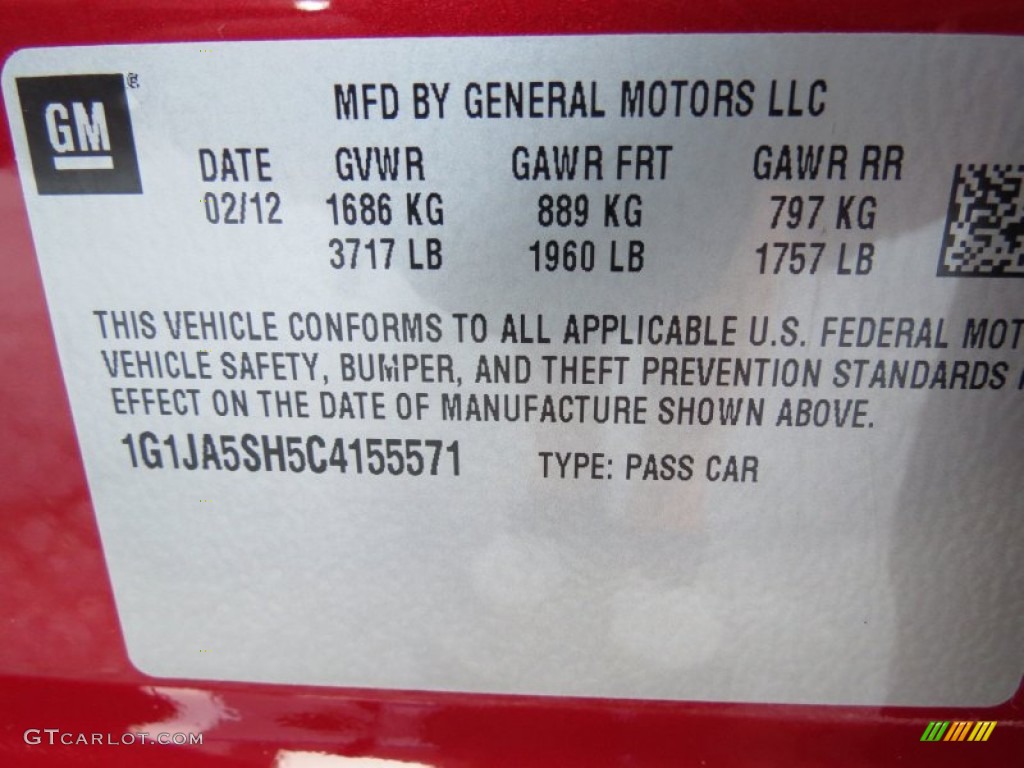 GM®
MFD BY GENERAL MOTORS LLC
DATE GVWR GAWR FRT GAWR RR
02/12 1686 KG 889 KG 797 KG
3717 LB 1960 LB 1757 LB
THIS VEHICLE CONFORMS TO ALL APPLICABLE U.S. FEDERAL MOT
VEHICLE SAFETY, BUMPER, AND THEFT PREVENTION STANDARDS
EFFECT ON THE DATE OF MANUFACTURE SHOWN ABOVE.
1G1JA5SH5C4155571 TYPE: PASS CAR
GTCARLOT.COM